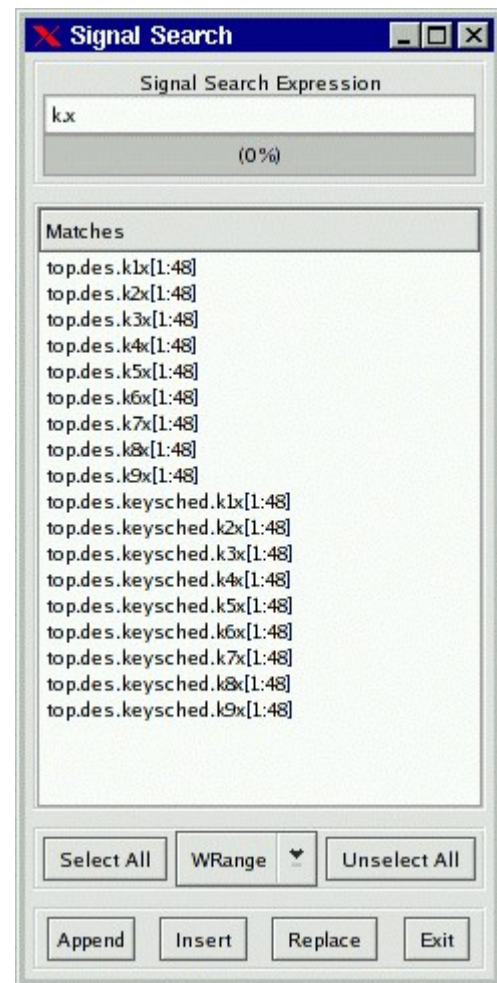 Signal Search
Signal Search Expression
k.x
(0%)
Matches
top.des.k1x[1:48]
top.des.k2x[1:48]
top.des.k3x[1:48]
top.des.k4x[1:48]
top.des.k5x[1:48]
top.des.k6x[1:48]
top.des.k7x[1:48]
top.des.k8x[1:48]
top.des.k9x[1:48]
top.des.keysched.k1x[1:48]
top.des.keysched.k2x[1:48]
top.des.keysched.k3x[1:48]
top.des.keysched.k4x[1:48]
top.des.keysched.k5x[1:48]
top.des.keysched.k6x[1:48]
top.des.keysched.k7x[1:48]
top.des.keysched.k8x[1:48]
top.des.keysched.k9x[1:48]
Select All WRange Unselect All
Append Insert Replace Exit